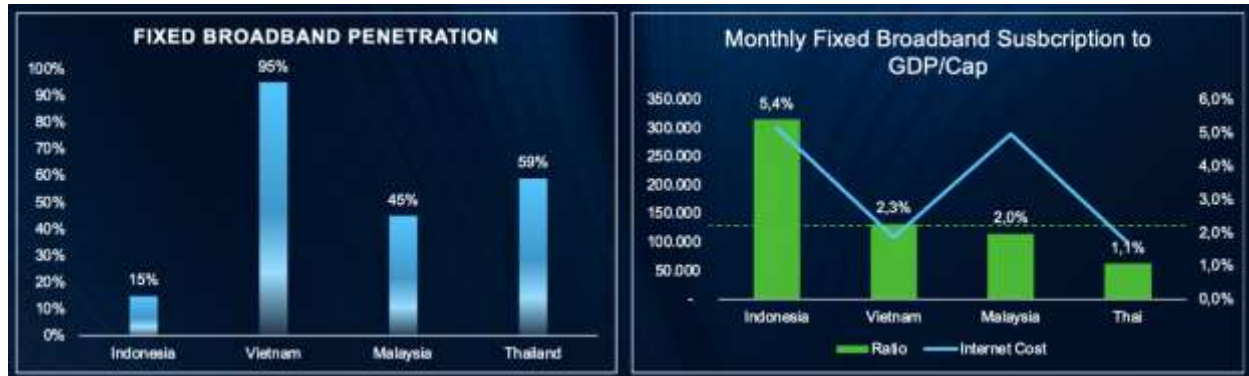 FIXED BROADBAND PENETRATION
100%
90%
80%
70%
60%
50%
40%
30%
20%
10%
0%
15%
95%
45%
59%
Indonesia
Vietnam
Malaysia
Thailand
Monthly Fixed Broadband Susbcription to
GDP/Cap
350.000
300.000
250.000
200.000
150.000
100.000
50.000
-
5,4%
2,3%
2,0%
1,1%
6,0%
5,0%
4,0%
3,0%
2,0%
1,0%
0,0%
Indonesia
Vietnam
Malaysia
Thai
Ratio
Internet Cost